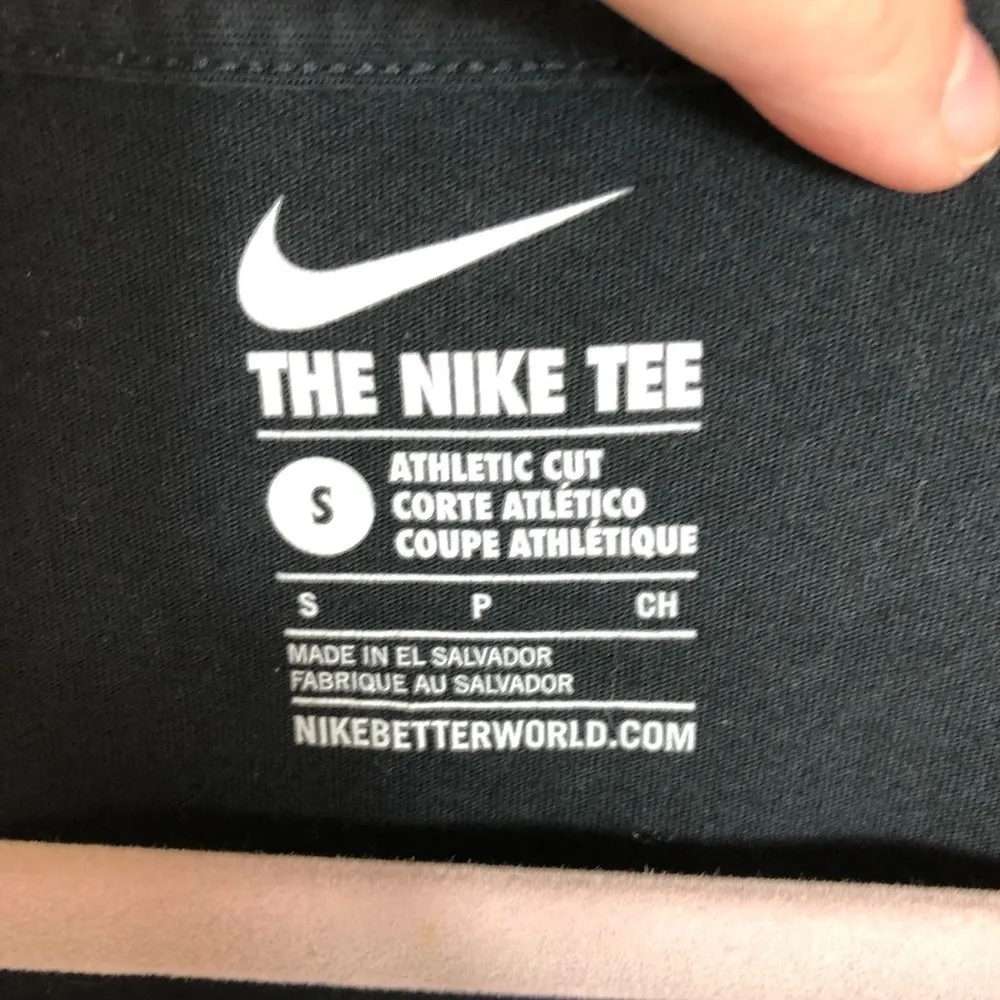 THE NIKE TEE
S
ATHLETIC CUT
CORTE ATLÉTICO
COUPE ATHLÉTIQUE
S P CH
MADE IN EL SALVADOR
FABRIQUE AU SALVADOR
NIKEBETTERWORLD.COM